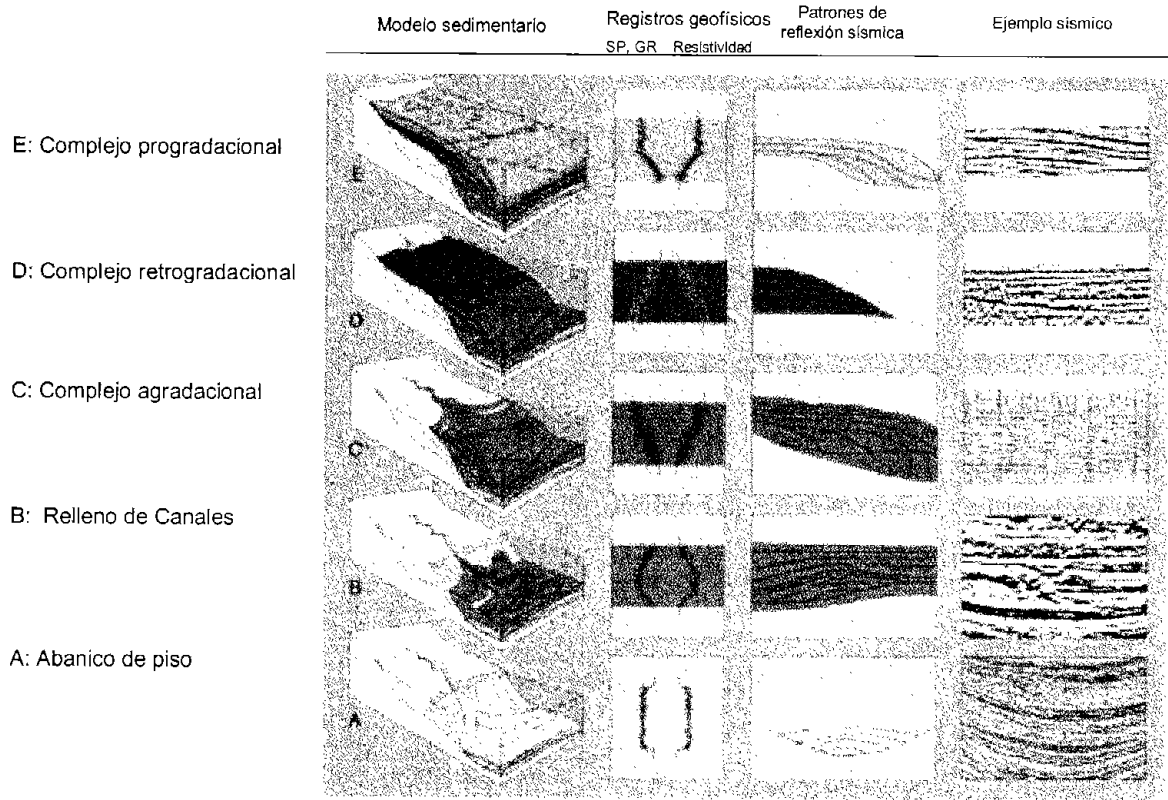 Modelo sedimentario
Registros geofísicos
SP, GR Resistividad
Patrones de
reflexión sísmica
Ejemplo sísmico
E: Complejo progradacional
E
D: Complejo retrogradacional
D
C: Complejo agradacional
C
B: Relleno de Canales
B
A: Abanico de piso
A